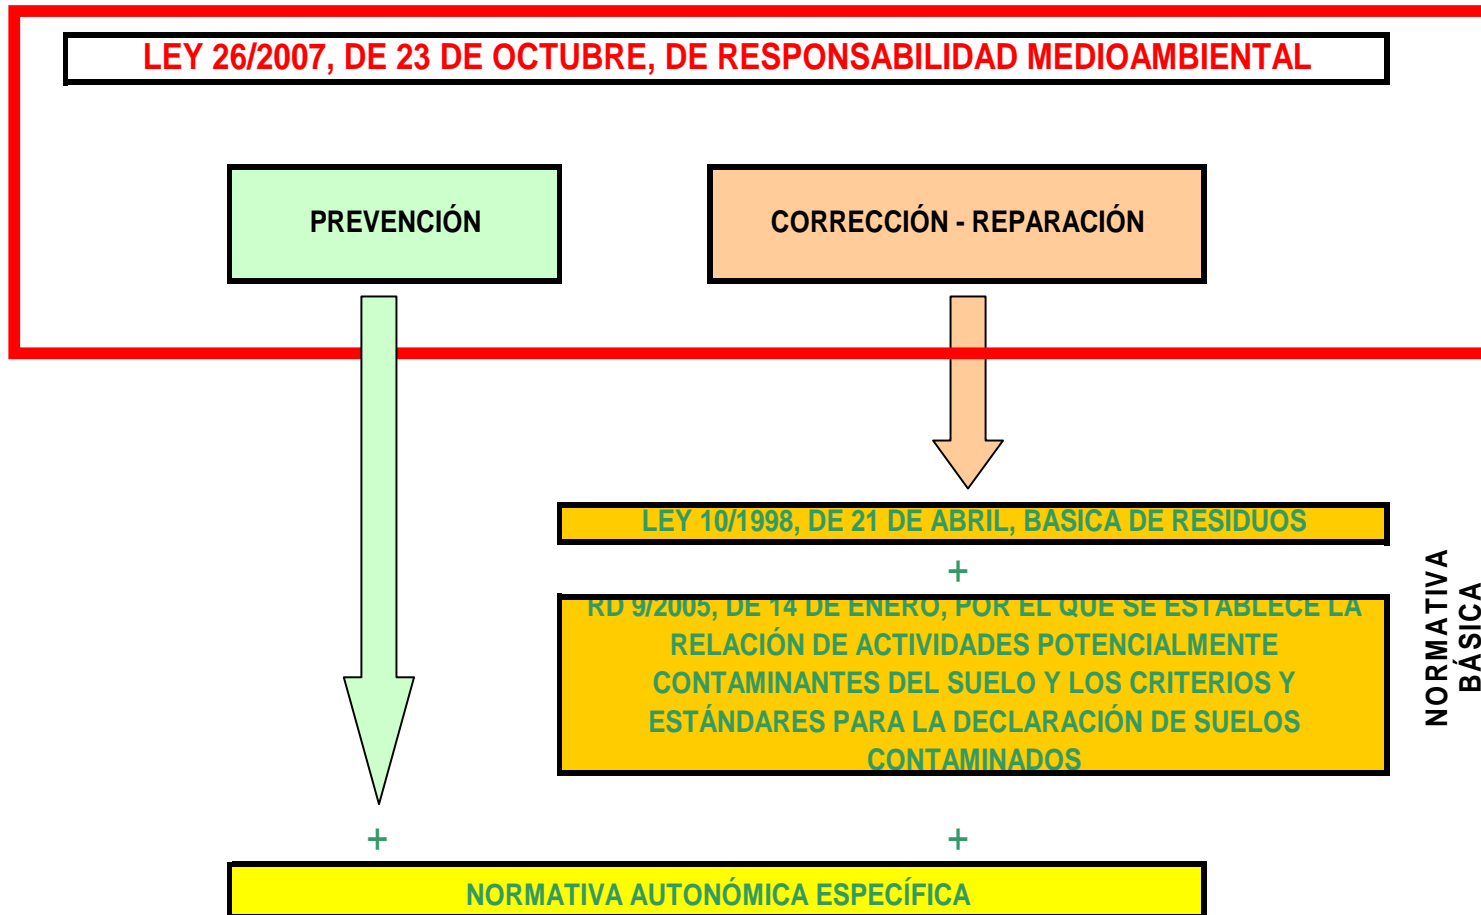 LEY 26/2007, DE 23 DE OCTUBRE, DE RESPONSABILIDAD MEDIOAMBIENTAL
PREVENCIÓN
CORRECCIÓN - REPARACIÓN
LEY 10/1998, DE 21 DE ABRIL, BASICA DE RESIDUOS
+
RD 9/2005, DE 14 DE ENERO, POR EL QUE SE ESTABLECE LA
RELACIÓN DE ACTIVIDADES POTENCIALMENTE
CONTAMINANTES DEL SUELO Y LOS CRITERIOS Y
ESTÁNDARES PARA LA DECLARACIÓN DE SUELOS
CONTAMINADOS
NORMATIVA
BÁSICA
+ +
NORMATIVA AUTONÓMICA ESPECÍFICA